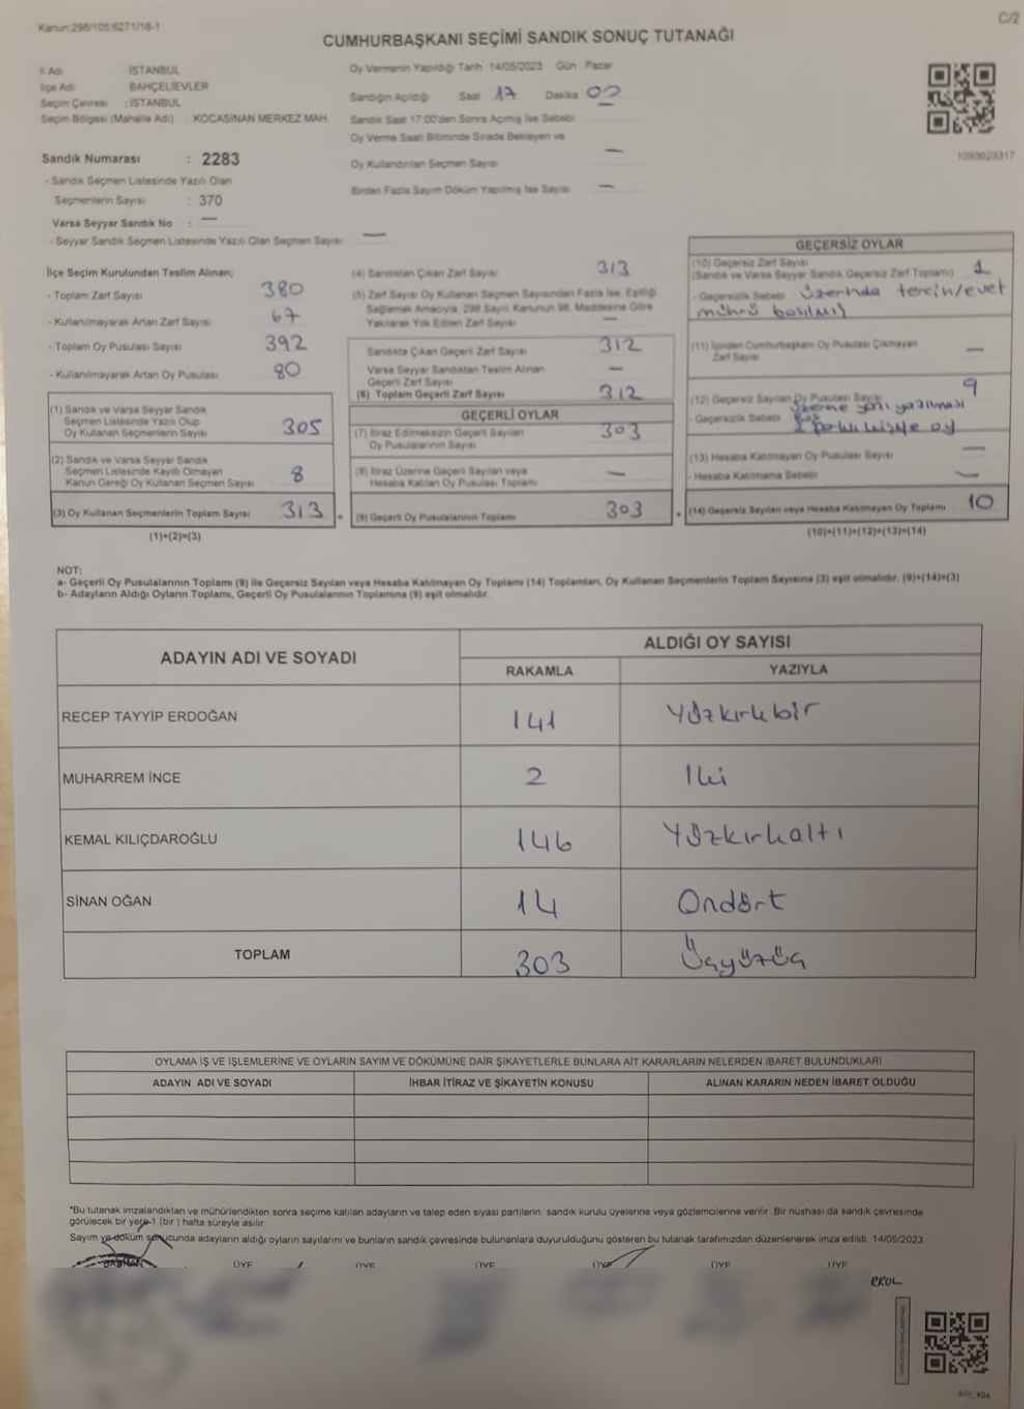 Kanun:298/105;6271/18-1
C/2
CUMHURBAŞKANI SEÇİMİ SANDIK SONUÇ TUTANAĞI
İl Adı : İSTANBUL
İlçe Adı : BAHÇELİEVLER
Seçim Çevresi : İSTANBUL
Seçim Bölgesi (Mahalle Adı) : KOCASİNAN MERKEZ MAH.
Sandık Numarası : 2283
- Sandık Seçmen Listesinde Yazılı Olan
Seçmenlerin Sayısı : 370
Varsa Seyyar Sandık No : —
- Seyyar Sandık Seçmen Listesinde Yazılı Olan Seçmen Sayısı —
Oy Vermenin Yapıldığı Tarih 14/05/2023 Gün Pazar
Sandığın Açıldığı Saat 17 Dakika 00
Sandık Saat 17:00'den Sonra Açılmış İse Sebebi
Oy Verme Saati Bitiminde Sırada Bekleyen ve
Oy Kullandırılan Seçmen Sayısı —
Birden Fazla Sayım Döküm Yapılmış İse Sayısı —
İlçe Seçim Kurulundan Teslim Alınan;
- Toplam Zarf Sayısı 380
- Kullanılmayarak Artan Zarf Sayısı 67
- Toplam Oy Pusulası Sayısı 392
- Kullanılmayarak Artan Oy Pusulası 80
(1) Sandık ve Varsa Seyyar Sandık
Seçmen Listesinde Yazılı Olup
Oy Kullanan Seçmenlerin Sayısı 305
(2) Sandık ve Varsa Seyyar Sandık
Seçmen Listesinde Kayıtlı Olmayan
Kanun Gereği Oy Kullanan Seçmen Sayısı 8
(3) Oy Kullanan Seçmenlerin Toplam Sayısı 313
(1)+(2)=(3)
(4) Sandıktan Çıkan Zarf Sayısı 313
(5) Zarf Sayısı Oy Kullanan Seçmen Sayısından Fazla İse, Eşitliği
Sağlamak Amacıyla, 298 Sayılı Kanunun 98. Maddesine Göre
Yakılarak Yok Edilen Zarf Sayısı —
Sandıkta Çıkan Geçerli Zarf Sayısı 312
Varsa Seyyar Sandıktan Teslim Alınan
Geçerli Zarf Sayısı —
(6) Toplam Geçerli Zarf Sayısı 312
GEÇERLİ OYLAR
(7) İtiraz Edilmeksizin Geçerli Sayılan
Oy Pusulalarının Sayısı 303
(8) İtiraz Üzerine Geçerli Sayılan veya
Hesaba Katılan Oy Pusulası Toplamı —
(9) Geçerli Oy Pusulalarının Toplamı 303
GEÇERSİZ OYLAR
(10) Geçersiz Zarf Sayısı
(Sandık ve Varsa Seyyar Sandık Geçersiz Zarf Toplamı) 1
- Geçersizlik Sebebi üzerinde tercih/evet
mührü basılmış
(11) İçinden Cumhurbaşkanı Oy Pusulası Çıkmayan
Zarf Sayısı —
(12) Geçersiz Sayılan Oy Pusulası Sayısı 9
- Geçersizlik Sebebi
(13) Hesaba Katılmayan Oy Pusulası Sayısı —
- Hesaba Katılmama Sebebi —
(14) Geçersiz Sayılan veya Hesaba Katılmayan Oy Toplamı 10
(10)+(11)+(12)+(13)=(14)
NOT:
a- Geçerli Oy Pusulalarının Toplamı (9) ile Geçersiz Sayılan veya Hesaba Katılmayan Oy Toplamı (14) Toplamları, Oy Kullanan Seçmenlerin Toplam Sayısına (3) eşit olmalıdır. (9)+(14)=(3)
b- Adayların Aldığı Oyların Toplamı, Geçerli Oy Pusulalarının Toplamına (9) eşit olmalıdır.
ADAYIN ADI VE SOYADI
ALDIĞI OY SAYISI
RAKAMLA YAZIYLA
RECEP TAYYİP ERDOĞAN 141 Yüzkırkbir
MUHARREM İNCE 2 İki
KEMAL KILIÇDAROĞLU 146 Yüzkırkaltı
SİNAN OĞAN 14 Ondört
TOPLAM 303 Üçyüzüç
OYLAMA İŞ VE İŞLEMLERİNE VE OYLARIN SAYIM VE DÖKÜMÜNE DAİR ŞİKAYETLERLE BUNLARA AİT KARARLARIN NELERDEN İBARET BULUNDUKLARI
ADAYIN ADI VE SOYADI İHBAR İTİRAZ VE ŞİKAYETİN KONUSU ALINAN KARARIN NEDEN İBARET OLDUĞU
*Bu tutanak imzalandıktan ve mühürlendikten sonra seçime katılan adayların ve talep eden siyasi partilerin sandık kurulu üyelerine veya gözlemcilerine verilir. Bir nüshası da sandık çevresinde
görülecek bir yere 1 (bir) hafta süreyle asılır.
Sayım ve döküm sonucunda adayların aldığı oyların sayılarını ve bunların sandık çevresinde bulunanlara duyurulduğunu gösteren bu tutanak tarafımızdan düzenlenerek imza edildi. 14/05/2023
BAŞKAN ÜYE ÜYE ÜYE ÜYE ÜYE ÜYE
EROL